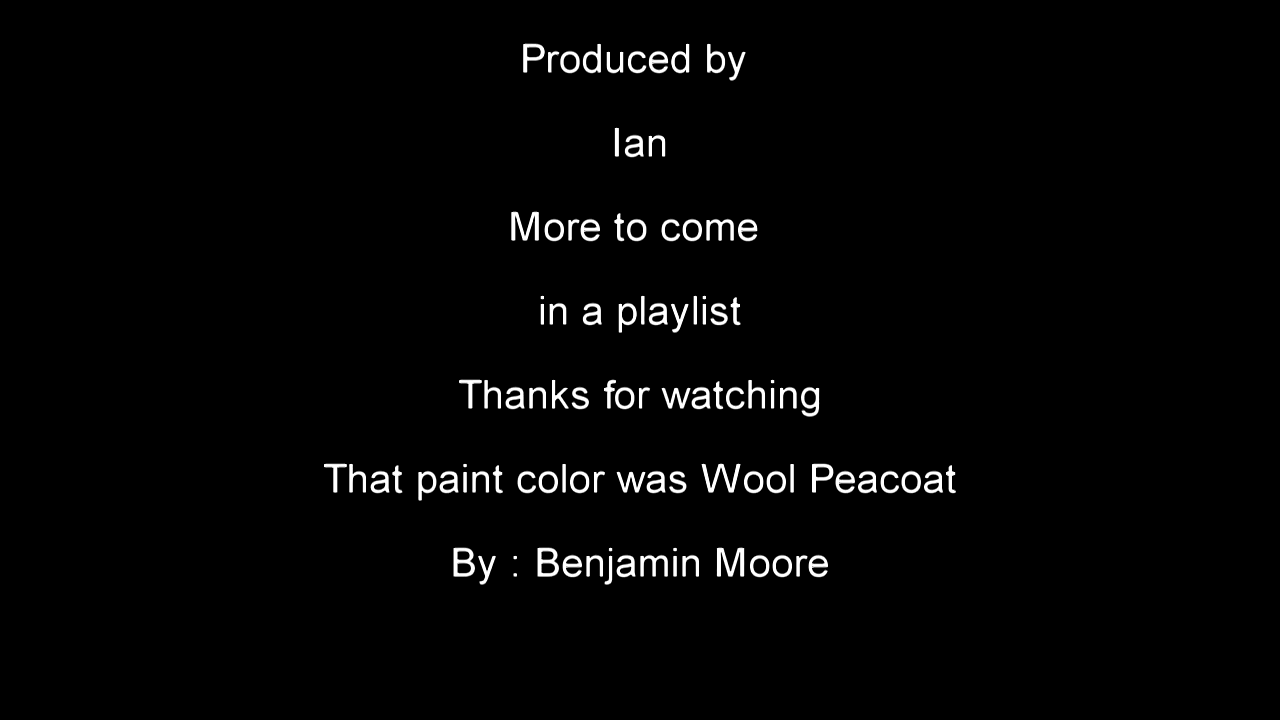 Produced by
Ian
More to come
in a playlist
Thanks for watching
That paint color was Wool Peacoat
By : Benjamin Moore